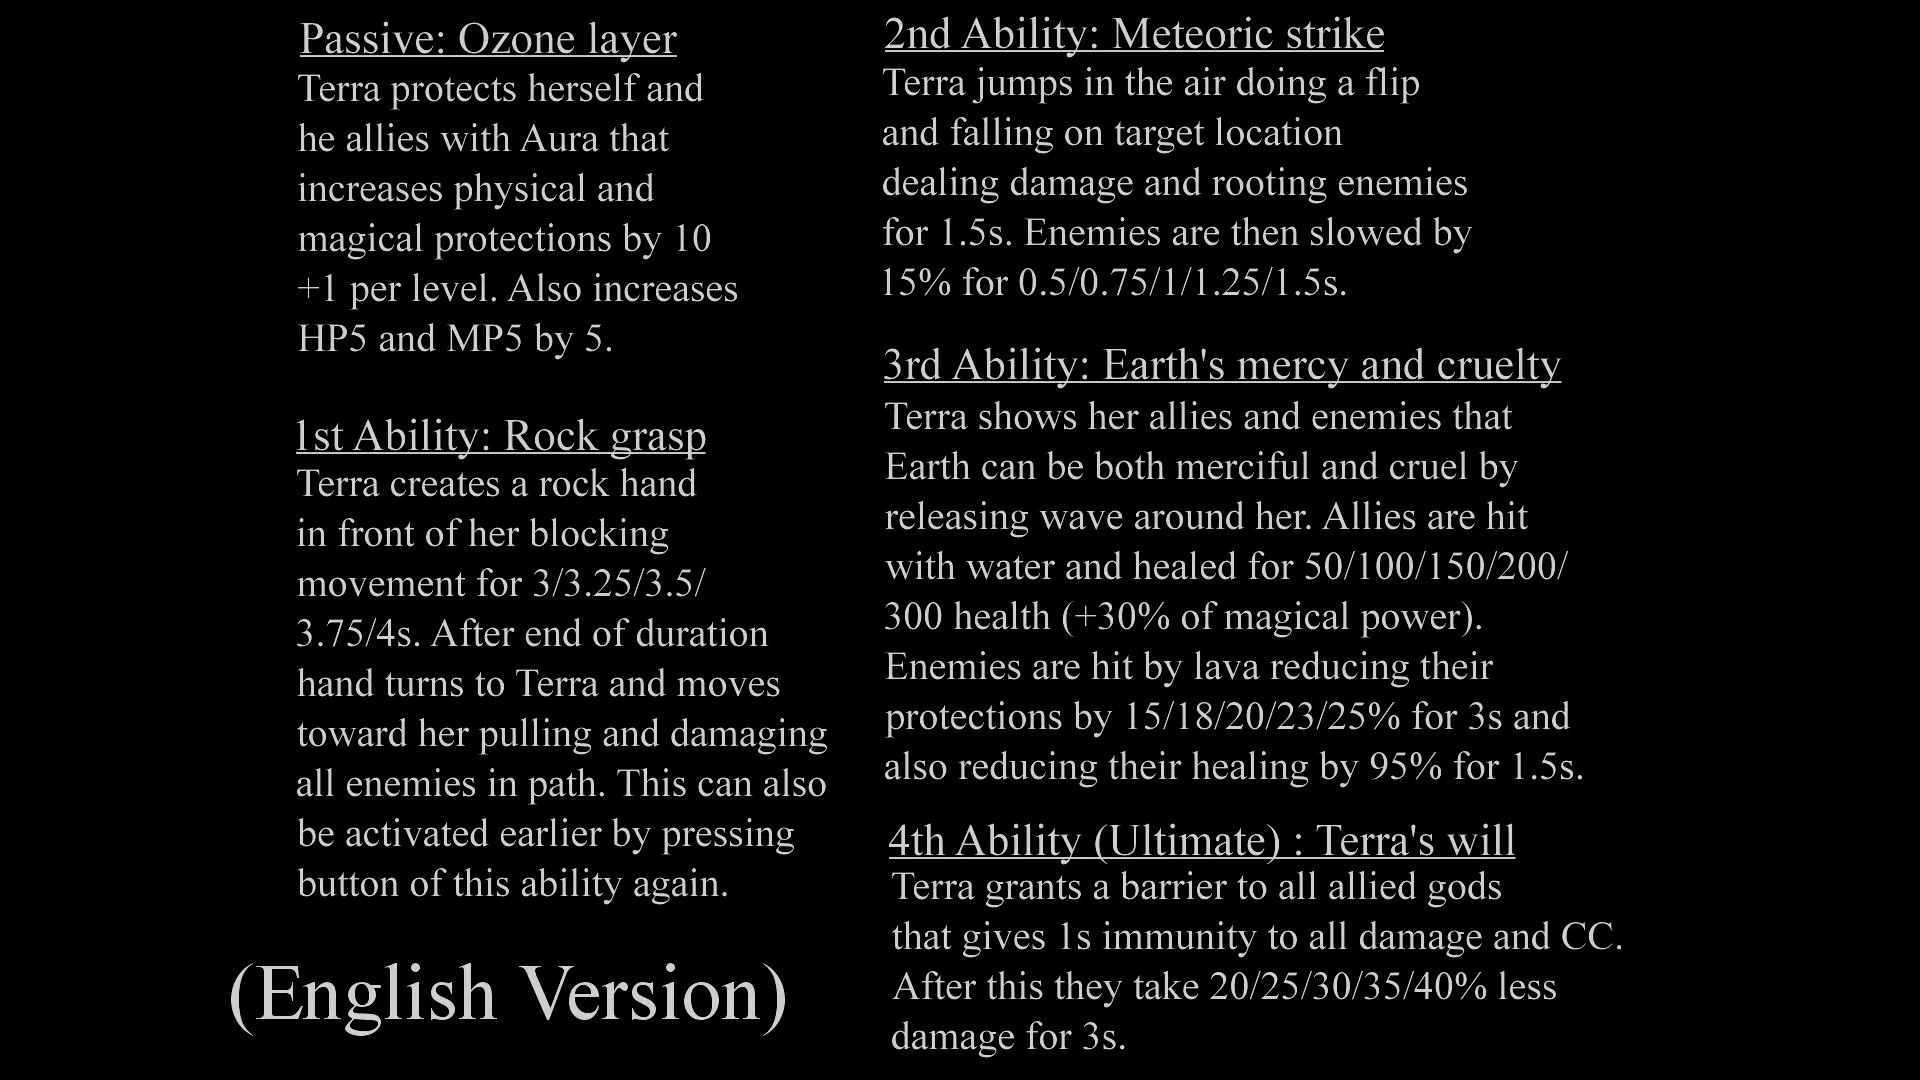 Passive: Ozone layer
Terra protects herself and
he allies with Aura that
increases physical and
magical protections by 10
+1 per level. Also increases
HP5 and MP5 by 5.
1st Ability: Rock grasp
Terra creates a rock hand
in front of her blocking
movement for 3/3.25/3.5/
3.75/4s. After end of duration
hand turns to Terra and moves
toward her pulling and damaging
all enemies in path. This can also
be activated earlier by pressing
button of this ability again.
(English Version)
2nd Ability: Meteoric strike
Terra jumps in the air doing a flip
and falling on target location
dealing damage and rooting enemies
for 1.5s. Enemies are then slowed by
15% for 0.5/0.75/1/1.25/1.5s.
3rd Ability: Earth's mercy and cruelty
Terra shows her allies and enemies that
Earth can be both merciful and cruel by
releasing wave around her. Allies are hit
with water and healed for 50/100/150/200/
300 health (+30% of magical power).
Enemies are hit by lava reducing their
protections by 15/18/20/23/25% for 3s and
also reducing their healing by 95% for 1.5s.
4th Ability (Ultimate) : Terra's will
Terra grants a barrier to all allied gods
that gives 1s immunity to all damage and CC.
After this they take 20/25/30/35/40% less
damage for 3s.